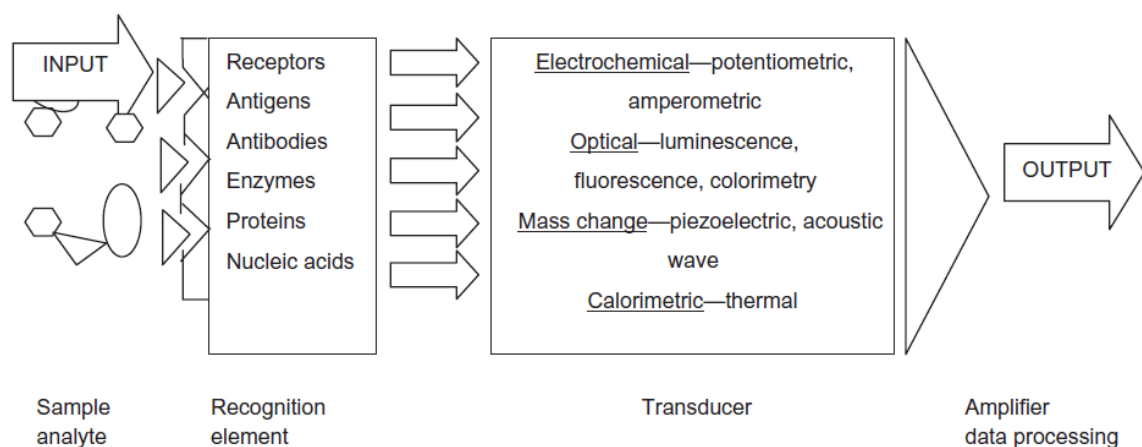 INPUT
Receptors
Antigens
Antibodies
Enzymes
Proteins
Nucleic acids
Electrochemical—potentiometric,
amperometric
Optical—luminescence,
fluorescence, colorimetry
Mass change—piezoelectric, acoustic
wave
Calorimetric—thermal
OUTPUT
Sample
analyte
Recognition
element
Transducer
Amplifier
data processing